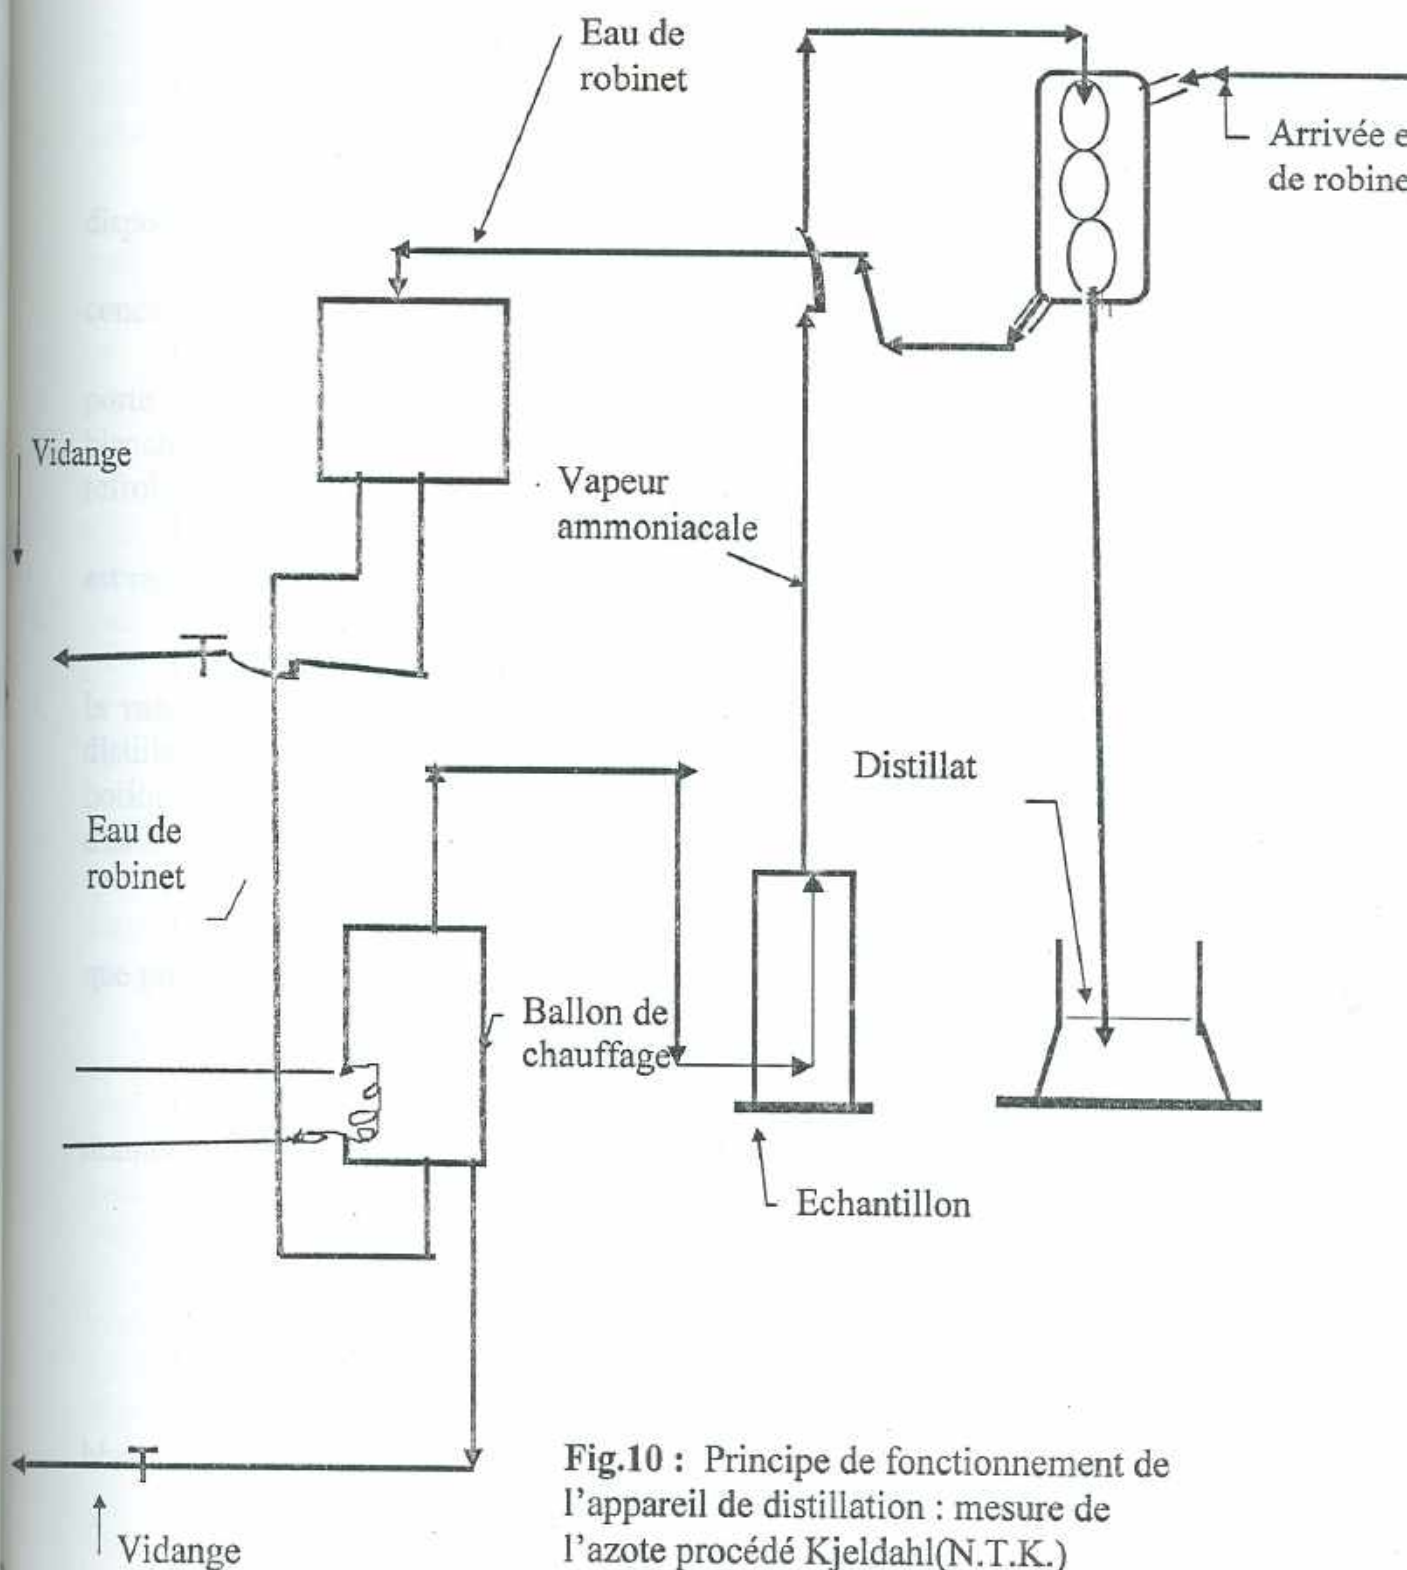 Eau de
robinet
Arrivée e
de robine
Vidange
Vapeur
ammoniacale
Distillat
Eau de
robinet
Ballon de
chauffage
Echantillon
Fig.10 : Principe de fonctionnement de
l'appareil de distillation : mesure de
l'azote procédé Kjeldahl(N.T.K.)
Vidange